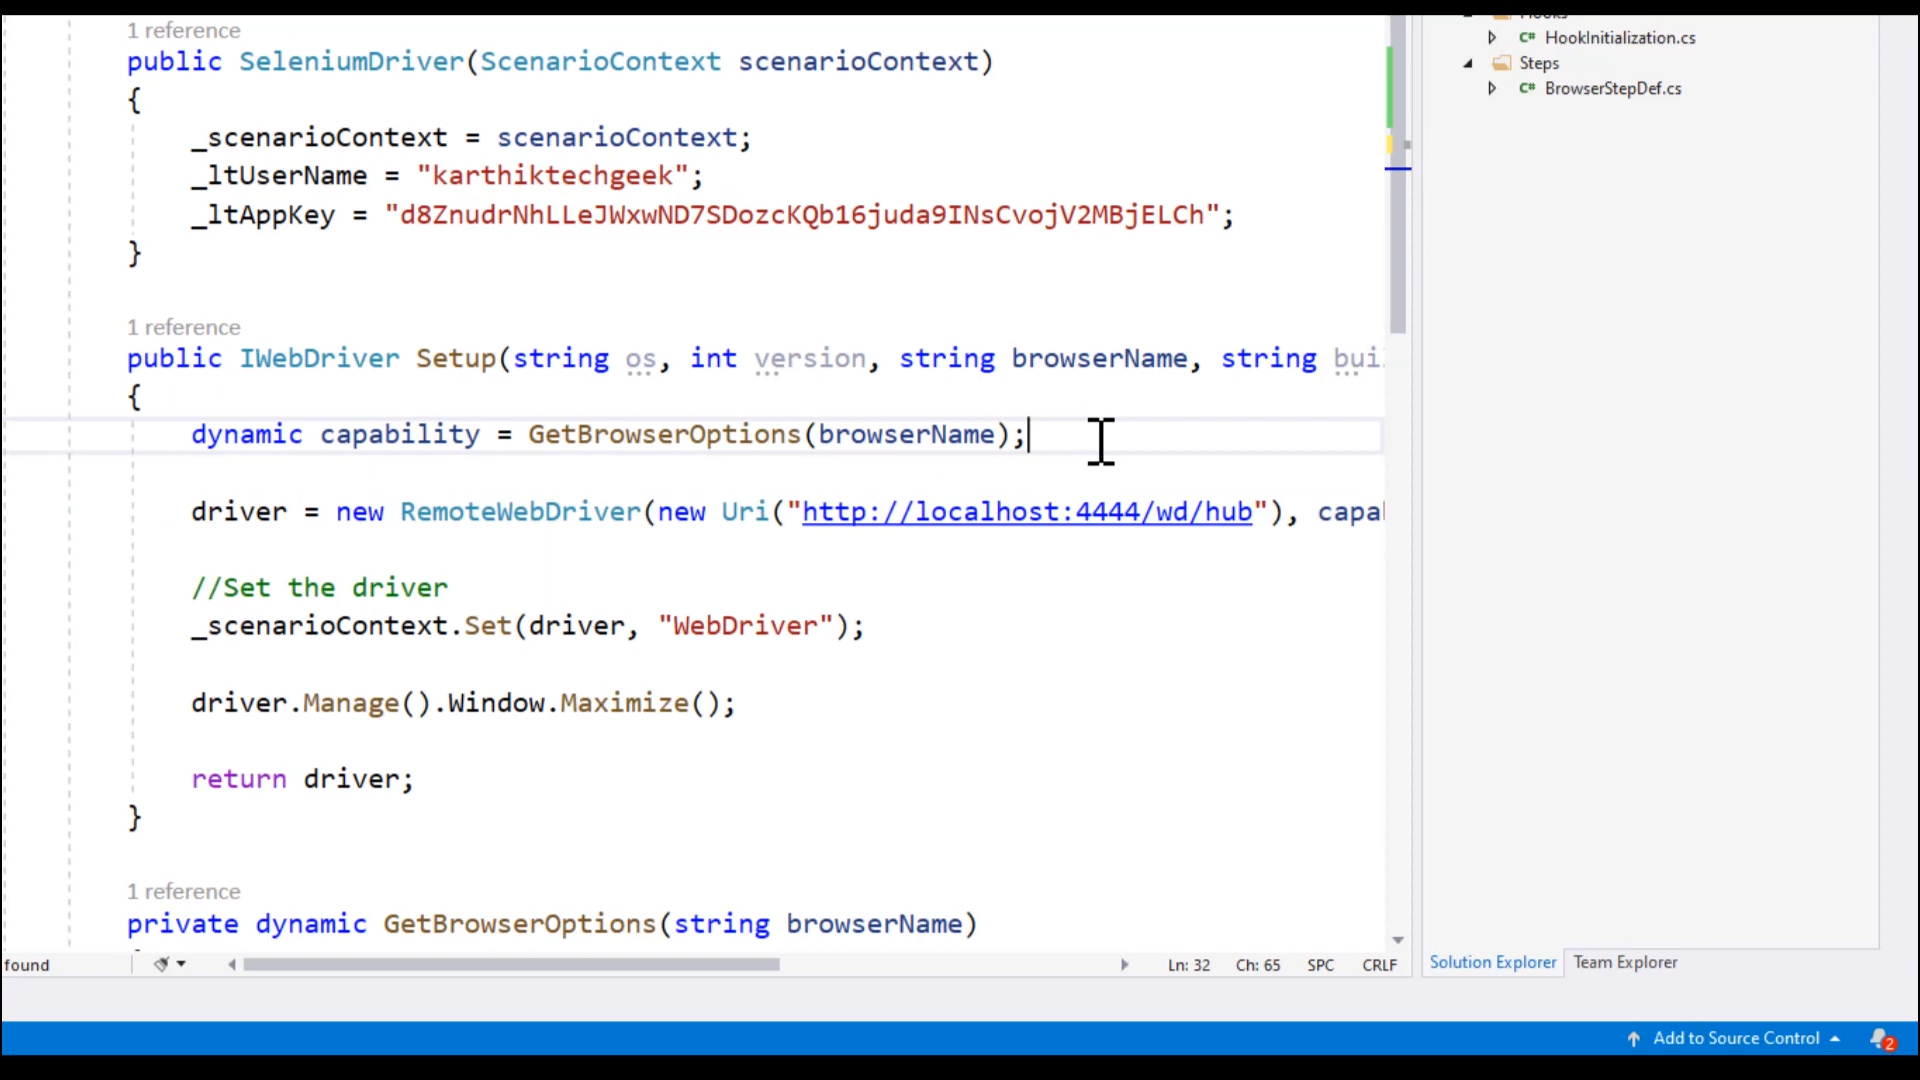 1 reference
public SeleniumDriver(ScenarioContext scenarioContext)
{
_scenarioContext = scenarioContext;
_ltUserName = "karthiktechgeek";
_ltAppKey = "d8ZnudrNhLLeJWxwND7SDozcKQb16juda9INsCvojV2MBjELCh";
}
1 reference
public IWebDriver Setup(string os, int version, string browserName, string bui
{
dynamic capability = GetBrowserOptions(browserName);
driver = new RemoteWebDriver(new Uri("http://localhost:4444/wd/hub"), capa
//Set the driver
_scenarioContext.Set(driver, "WebDriver");
driver.Manage().Window.Maximize();
return driver;
}
1 reference
private dynamic GetBrowserOptions(string browserName)
found
Ln: 32 Ch: 65 SPC CRLF
Hooks
C# HookInitialization.cs
Steps
C# BrowserStepDef.cs
Solution Explorer Team Explorer
Add to Source Control
2